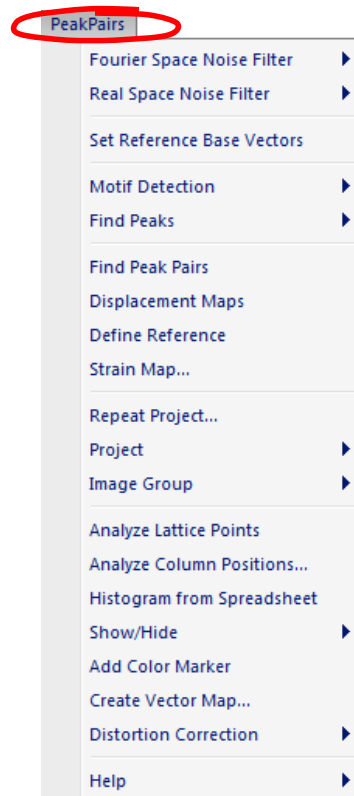 PeakPairs
Fourier Space Noise Filter
Real Space Noise Filter
Set Reference Base Vectors
Motif Detection
Find Peaks
Find Peak Pairs
Displacement Maps
Define Reference
Strain Map...
Repeat Project...
Project
Image Group
Analyze Lattice Points
Analyze Column Positions...
Histogram from Spreadsheet
Show/Hide
Add Color Marker
Create Vector Map...
Distortion Correction
Help